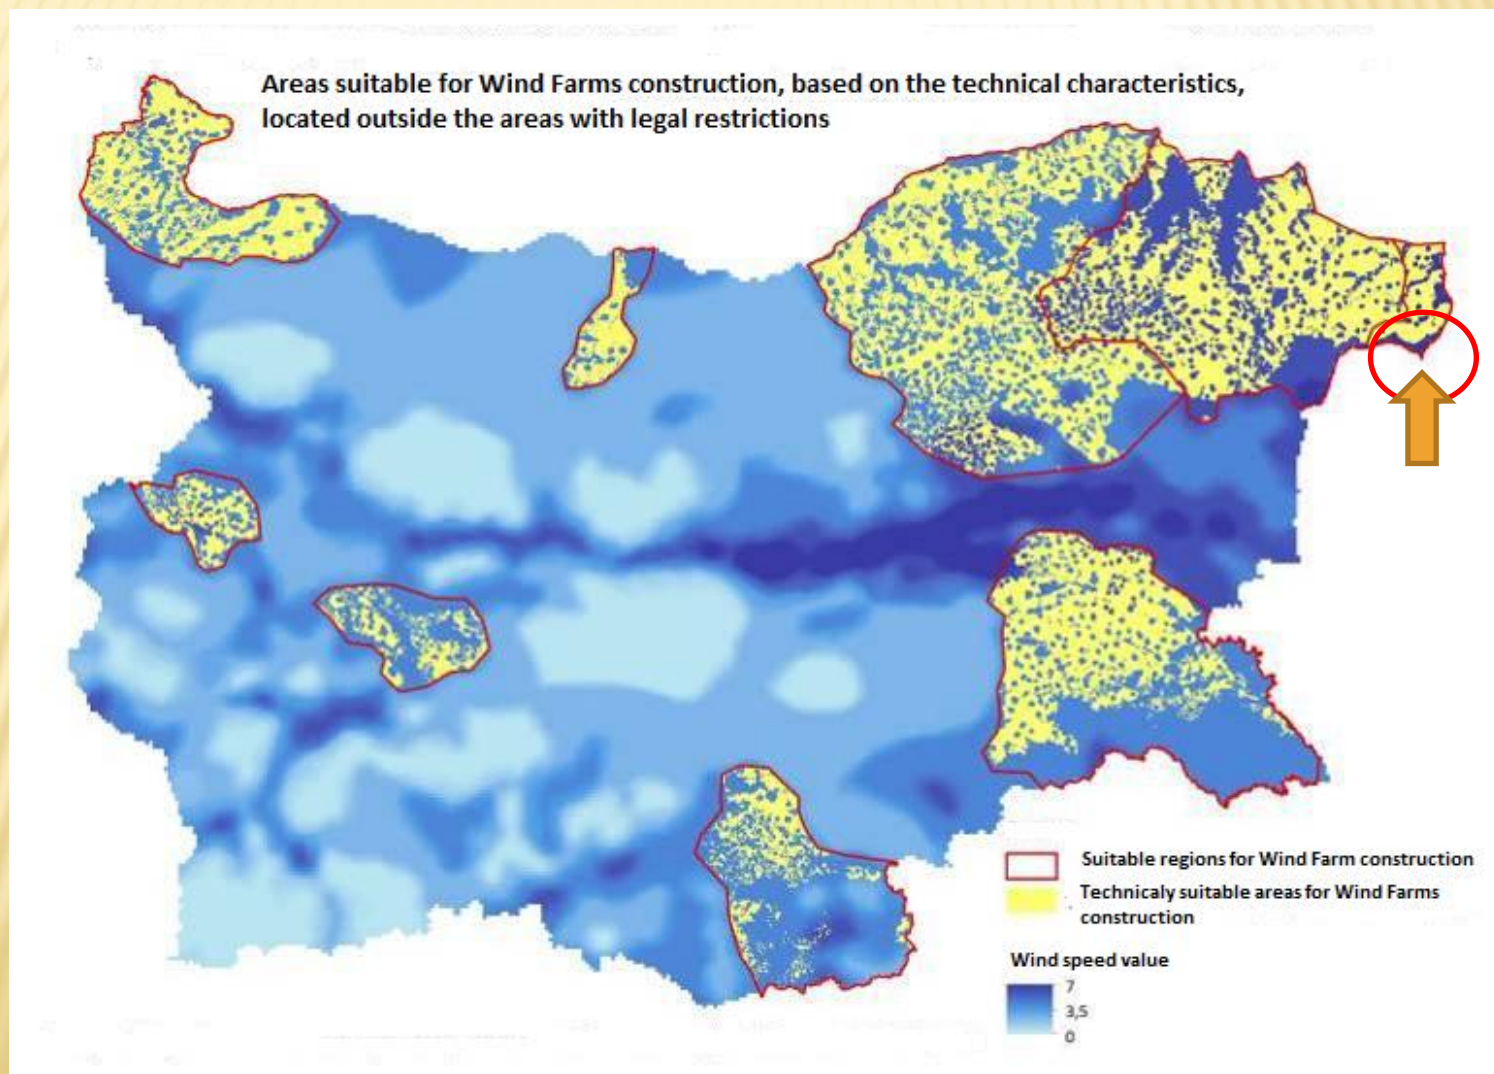 Areas suitable for Wind Farms construction, based on the technical characteristics,
located outside the areas with legal restrictions
Suitable regions for Wind Farm construction
Technicaly suitable areas for Wind Farms
construction
Wind speed value
7
3,5
0